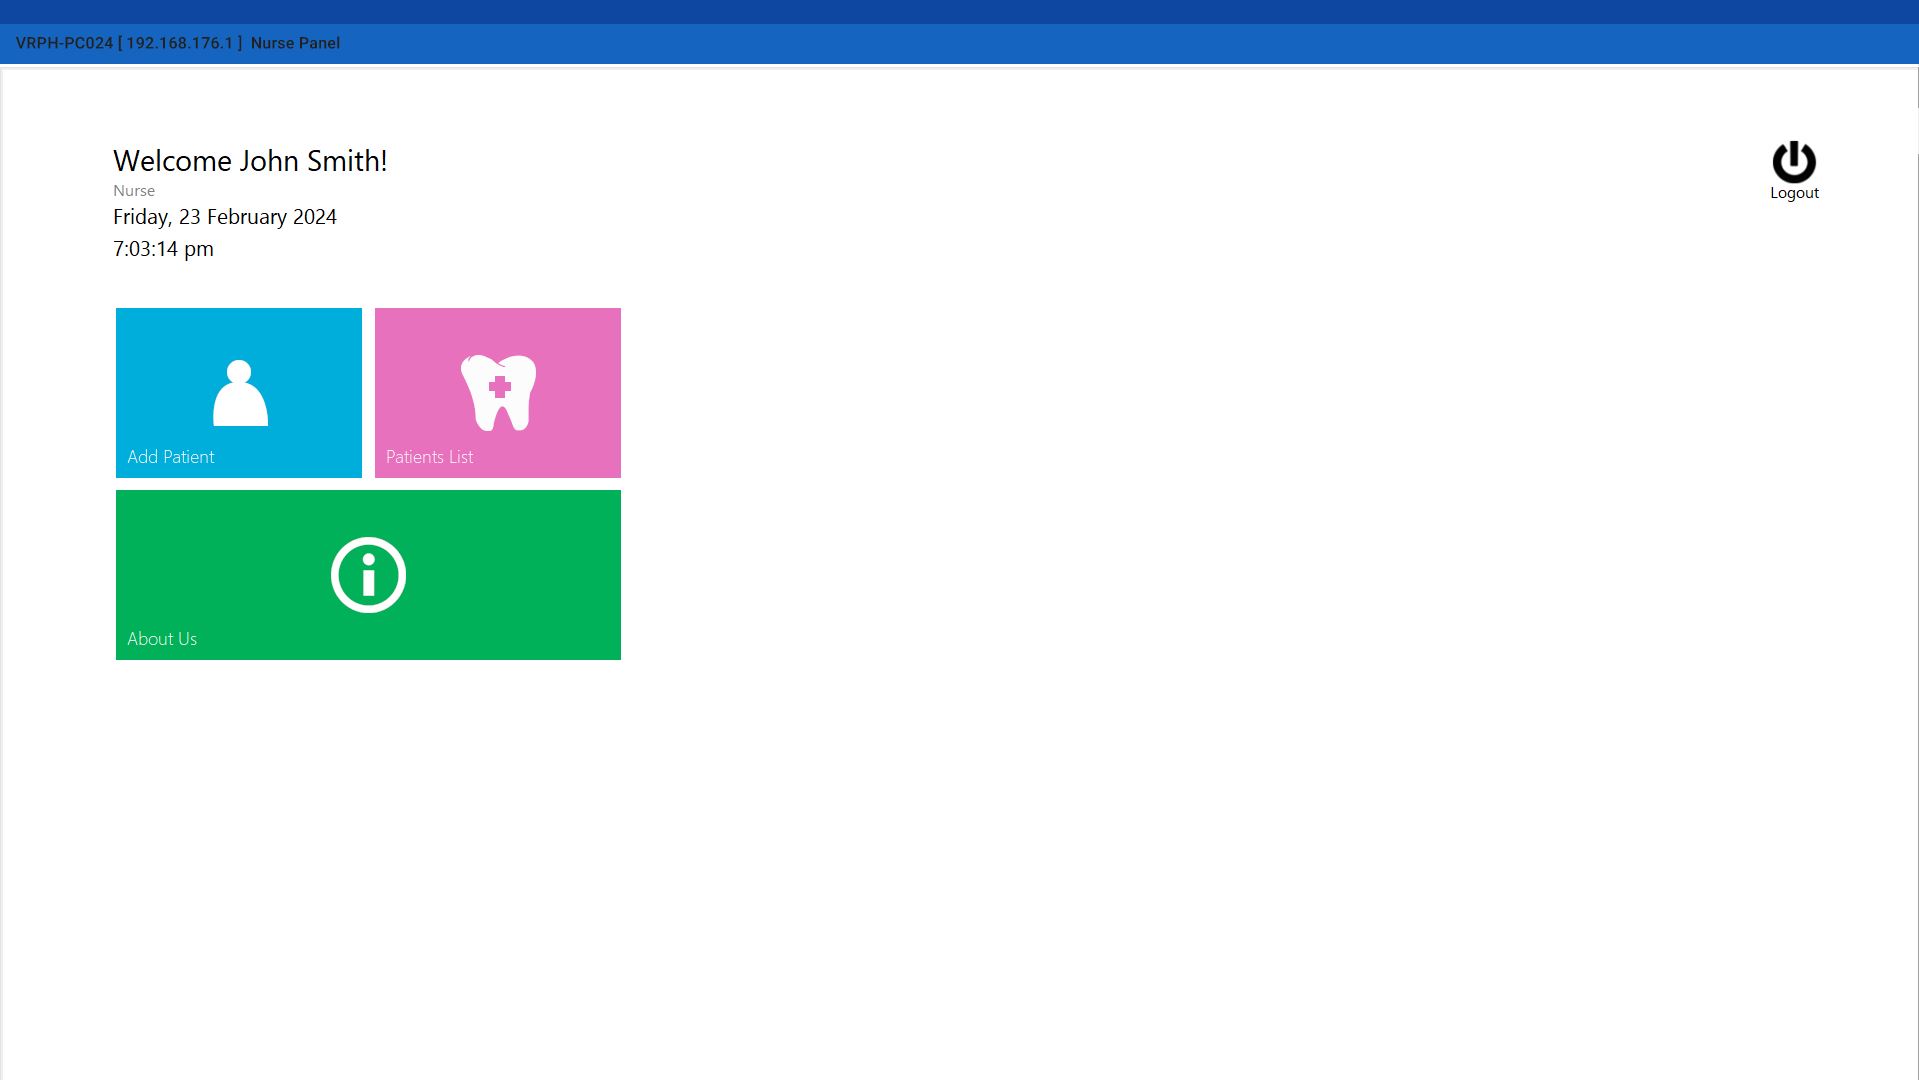 VRPH-PC024 [ 192.168.176.1 ]  Nurse Panel
Welcome John Smith!
Nurse
Friday, 23 February 2024
7:03:14 pm
Logout
Add Patient
Patients List
About Us